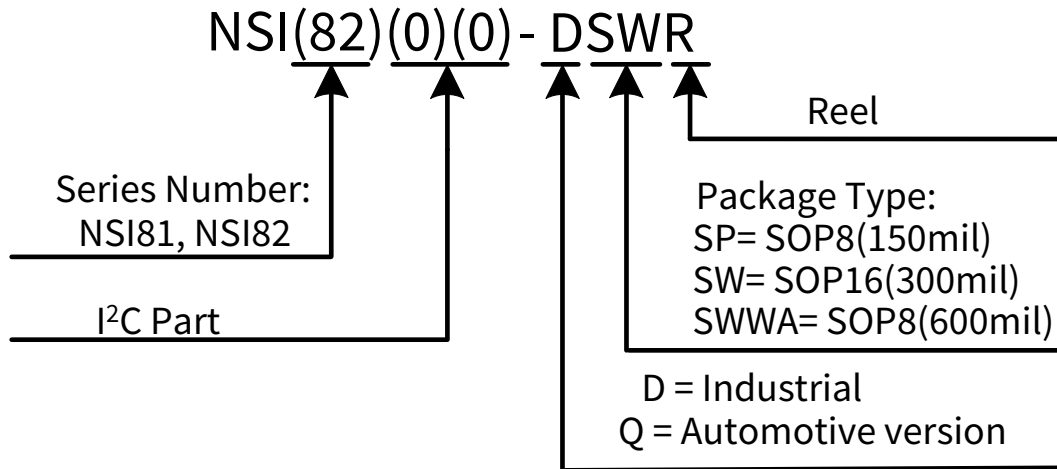 NSI(82)(0)(0)- DSWR
Reel
Series Number:
NSI81, NSI82
I²C Part
Package Type:
SP= SOP8(150mil)
SW= SOP16(300mil)
SWWA= SOP8(600mil)
D = Industrial
Q = Automotive version